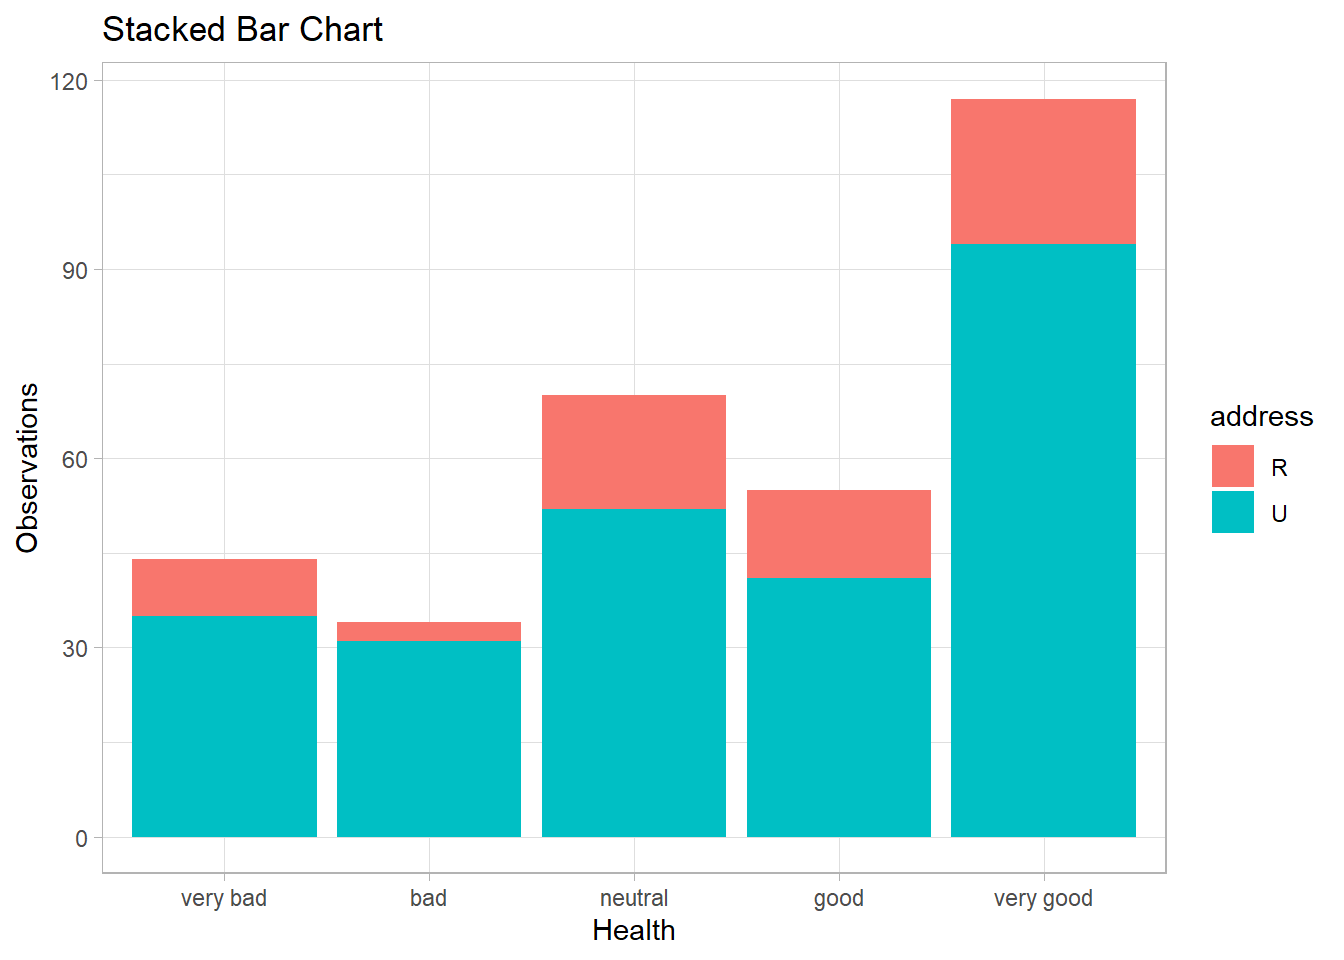 Stacked Bar Chart
120
90
60
30
0
Observations
very bad
bad
neutral
good
very good
Health
address
R
U